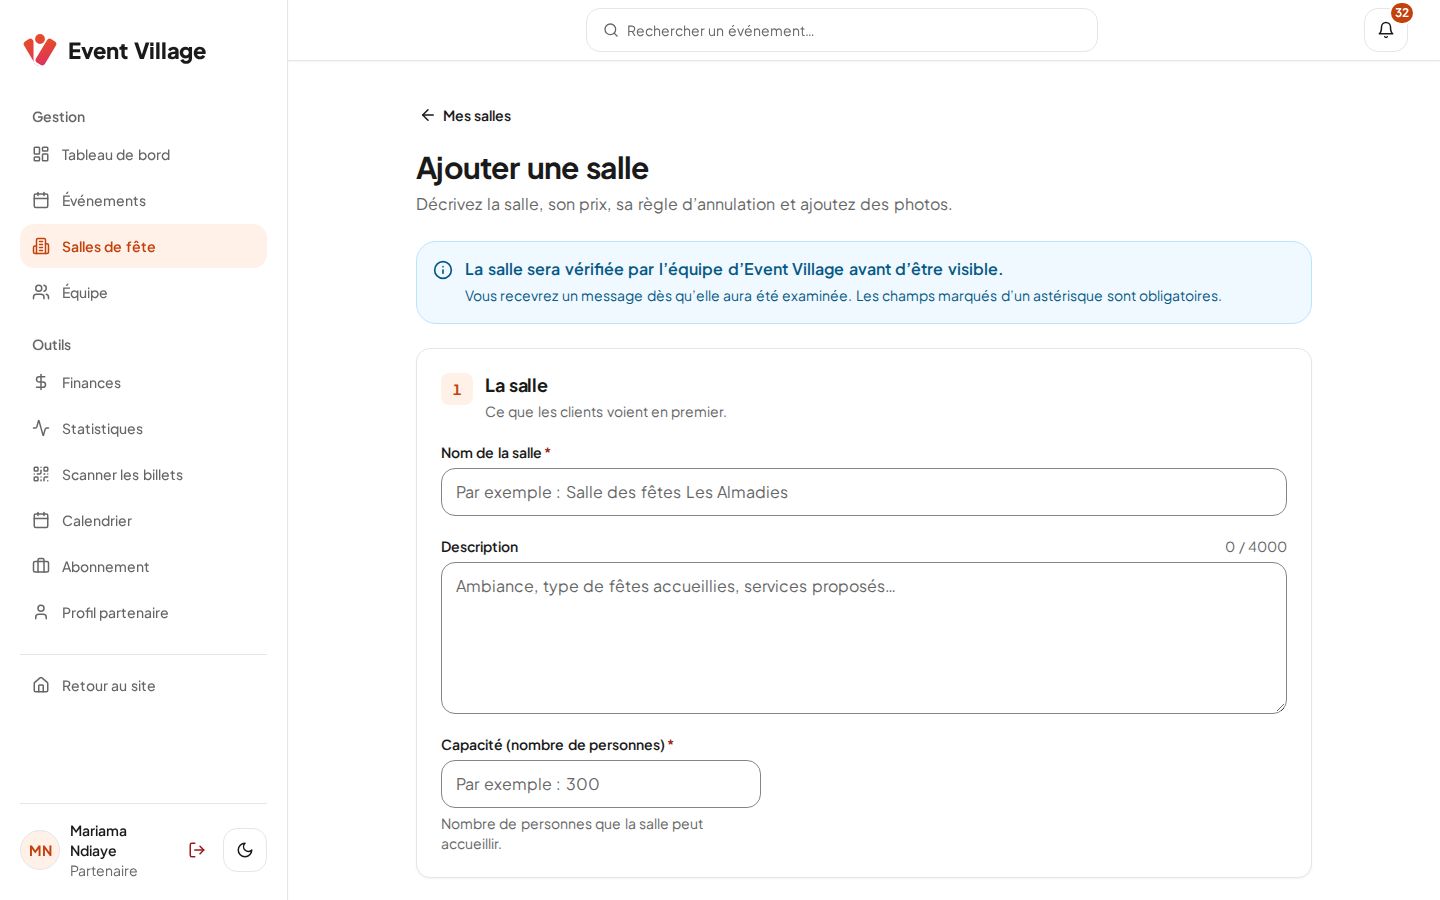 Event Village
Rechercher un événement…
32
Gestion
Tableau de bord
Événements
Salles de fête
Équipe
Outils
Finances
Statistiques
Scanner les billets
Calendrier
Abonnement
Profil partenaire
Retour au site
MN
Mariama
Ndiaye
Partenaire
Mes salles
Ajouter une salle
Décrivez la salle, son prix, sa règle d’annulation et ajoutez des photos.
La salle sera vérifiée par l’équipe d’Event Village avant d’être visible.
Vous recevrez un message dès qu’elle aura été examinée. Les champs marqués d’un astérisque sont obligatoires.
1
La salle
Ce que les clients voient en premier.
Nom de la salle *
Par exemple : Salle des fêtes Les Almadies
Description
0 / 4000
Ambiance, type de fêtes accueillies, services proposés…
Capacité (nombre de personnes) *
Par exemple : 300
Nombre de personnes que la salle peut
accueillir.